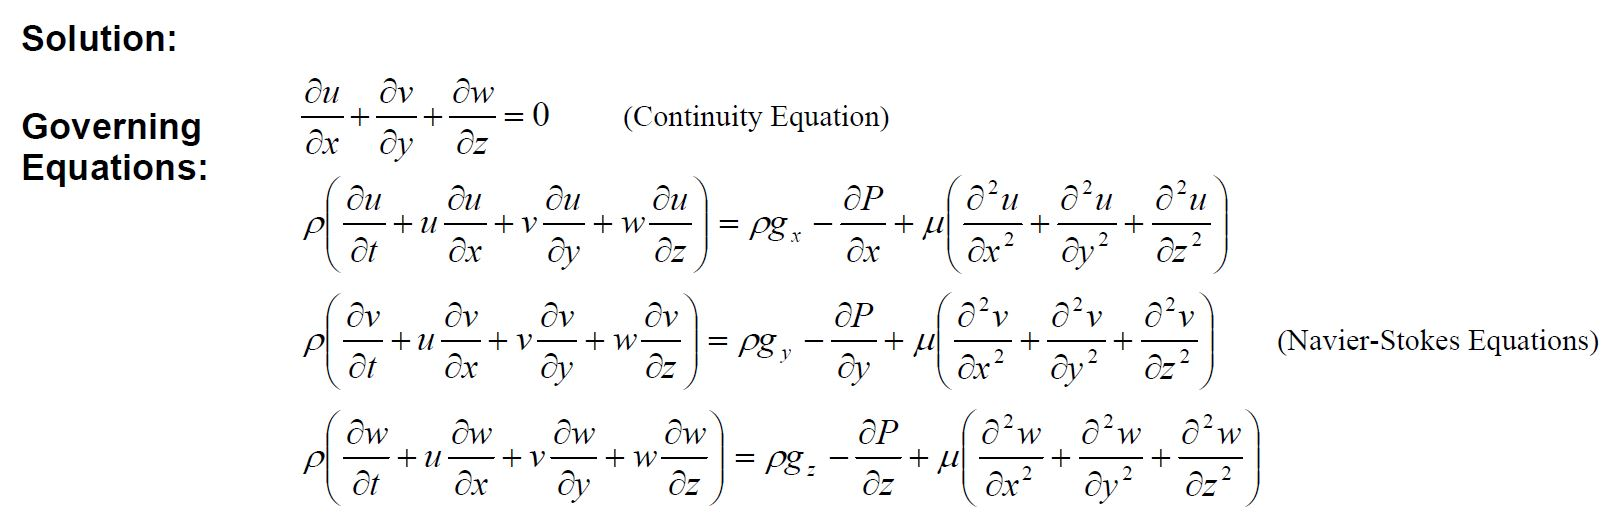 Solution:
∂u/∂x + ∂v/∂y + ∂w/∂z = 0 (Continuity Equation)
Governing
Equations:
ρ(∂u/∂t + u ∂u/∂x + v ∂u/∂y + w ∂u/∂z) = ρgₓ − ∂P/∂x + μ(∂²u/∂x² + ∂²u/∂y² + ∂²u/∂z²)
ρ(∂v/∂t + u ∂v/∂x + v ∂v/∂y + w ∂v/∂z) = ρg_y − ∂P/∂y + μ(∂²v/∂x² + ∂²v/∂y² + ∂²v/∂z²) (Navier-Stokes Equations)
ρ(∂w/∂t + u ∂w/∂x + v ∂w/∂y + w ∂w/∂z) = ρg_z − ∂P/∂z + μ(∂²w/∂x² + ∂²w/∂y² + ∂²w/∂z²)